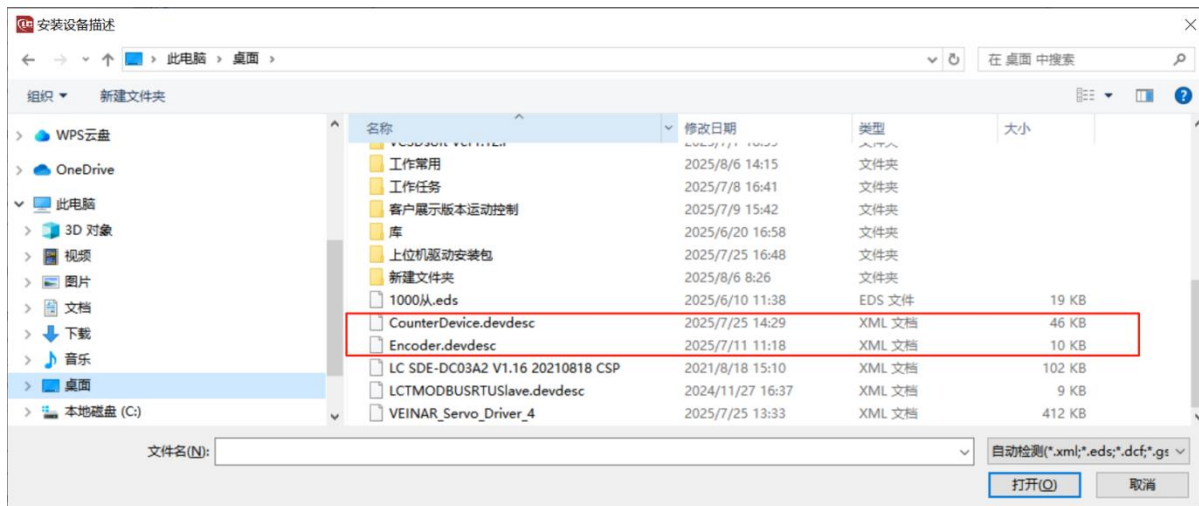 安装设备描述
此电脑 › 桌面 ›
在 桌面 中搜索
组织
新建文件夹
名称 修改日期 类型 大小
WPS云盘
OneDrive
此电脑
3D 对象
视频
图片
文档
下载
音乐
桌面
本地磁盘 (C:)
工作常用 2025/8/6 14:15 文件夹
工作任务 2025/7/8 16:41 文件夹
客户展示版本运动控制 2025/7/9 15:42 文件夹
库 2025/6/20 16:58 文件夹
上位机驱动安装包 2025/7/25 16:48 文件夹
新建文件夹 2025/8/6 8:26 文件夹
1000从.eds 2025/6/10 11:38 EDS 文件 19 KB
CounterDevice.devdesc 2025/7/25 14:29 XML 文档 46 KB
Encoder.devdesc 2025/7/11 11:18 XML 文档 10 KB
LC SDE-DC03A2 V1.16 20210818 CSP 2021/8/18 15:10 XML 文档 102 KB
LCTMODBUSRTUSlave.devdesc 2024/11/27 16:37 XML 文档 9 KB
VEINAR_Servo_Driver_4 2025/7/25 13:33 XML 文档 412 KB
文件名(N):
自动检测(*.xml;*.eds;*.dcf;*.gs
打开(O)
取消